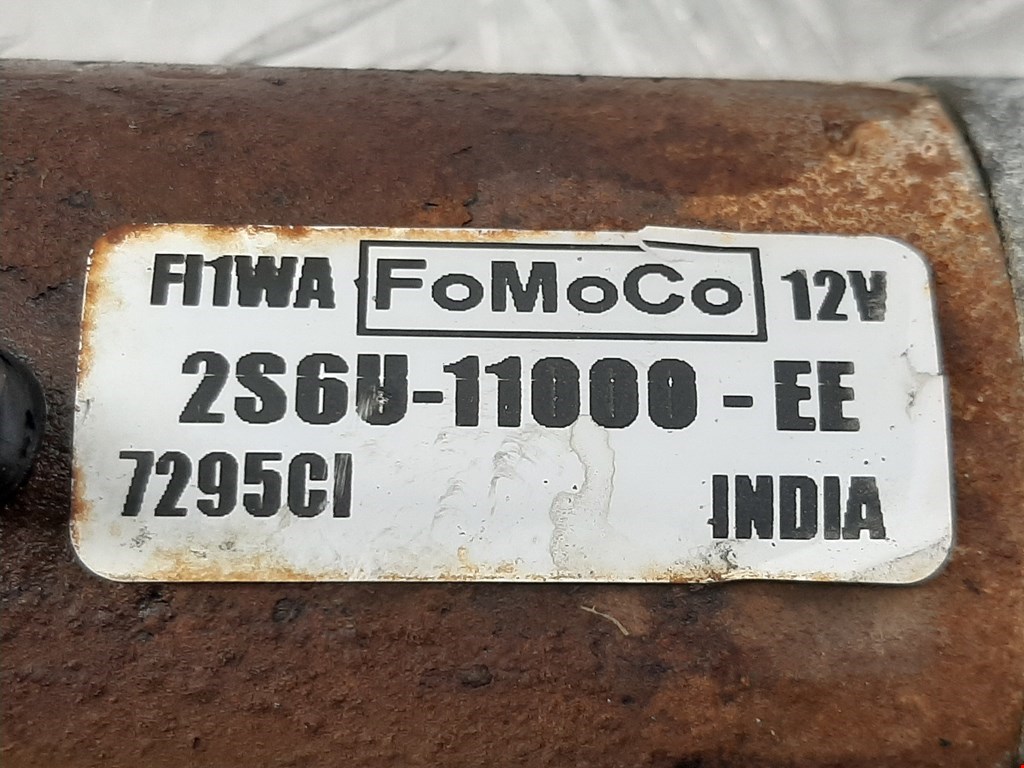 FI1WA FoMoCo 12V
2S6U-11000-EE
7295CI INDIA